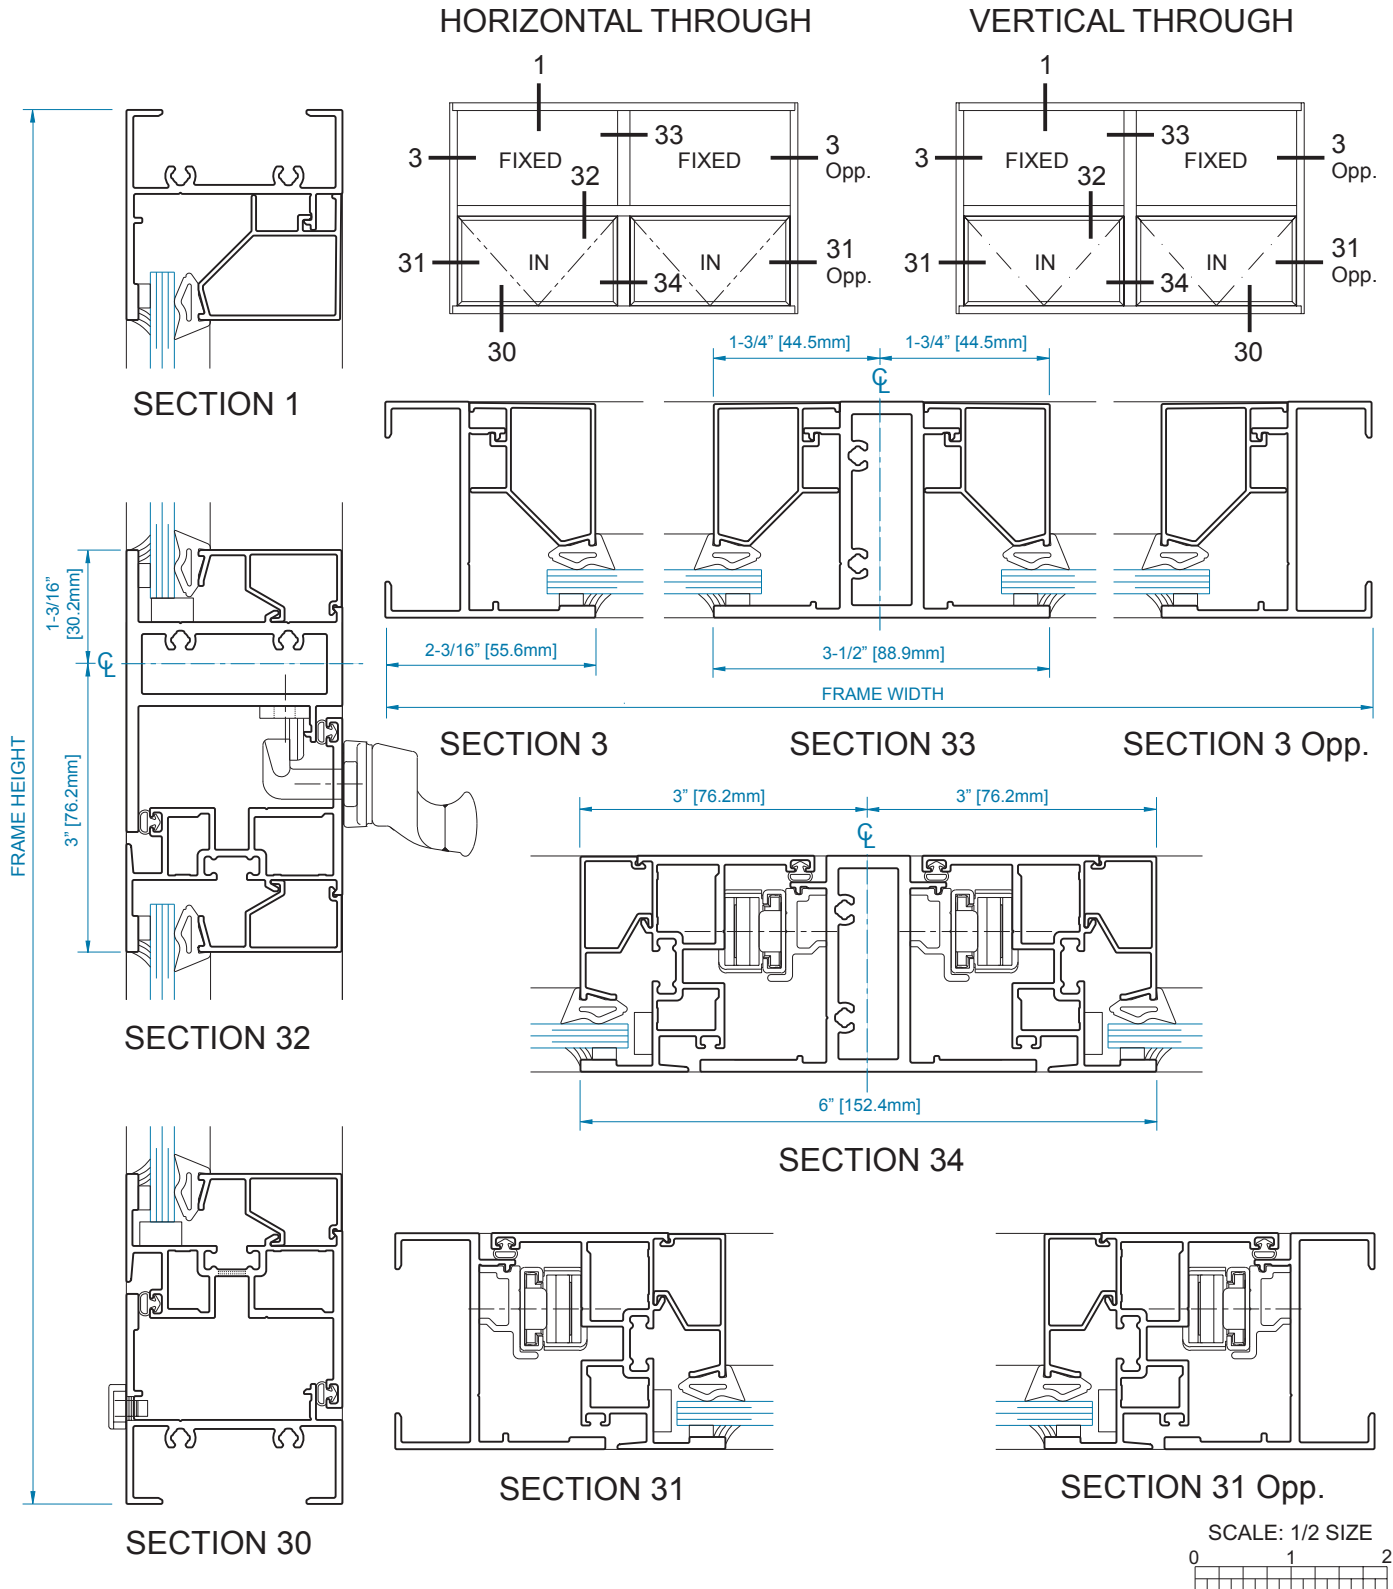 HORIZONTAL THROUGH
VERTICAL THROUGH
1
33
3
FIXED
FIXED
3
Opp.
32
31
IN
IN
31
Opp.
34
30
1
33
3
FIXED
FIXED
3
Opp.
32
31
IN
IN
31
Opp.
34
30
SECTION 1
1-3/4” [44.5mm]
1-3/4” [44.5mm]
CL
2-3/16” [55.6mm]
3-1/2” [88.9mm]
FRAME WIDTH
SECTION 3
SECTION 33
SECTION 3 Opp.
1-3/16”
[30.2mm]
CL
3” [76.2mm]
FRAME HEIGHT
SECTION 32
3” [76.2mm]
3” [76.2mm]
CL
6” [152.4mm]
SECTION 34
SECTION 30
SECTION 31
SECTION 31 Opp.
SCALE: 1/2 SIZE
0 1 2